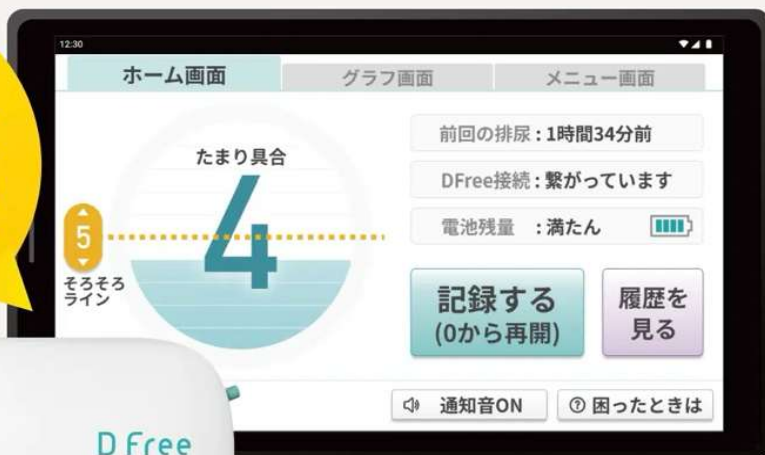 12:30
ホーム画面
グラフ画面
メニュー画面
たまり具合
4
5
そろそろ
ライン
前回の排尿 : 1時間34分前
DFree接続 : 繋がっています
電池残量 : 満たん
記録する
(0から再開)
履歴を
見る
通知音ON
困ったときは
D Free